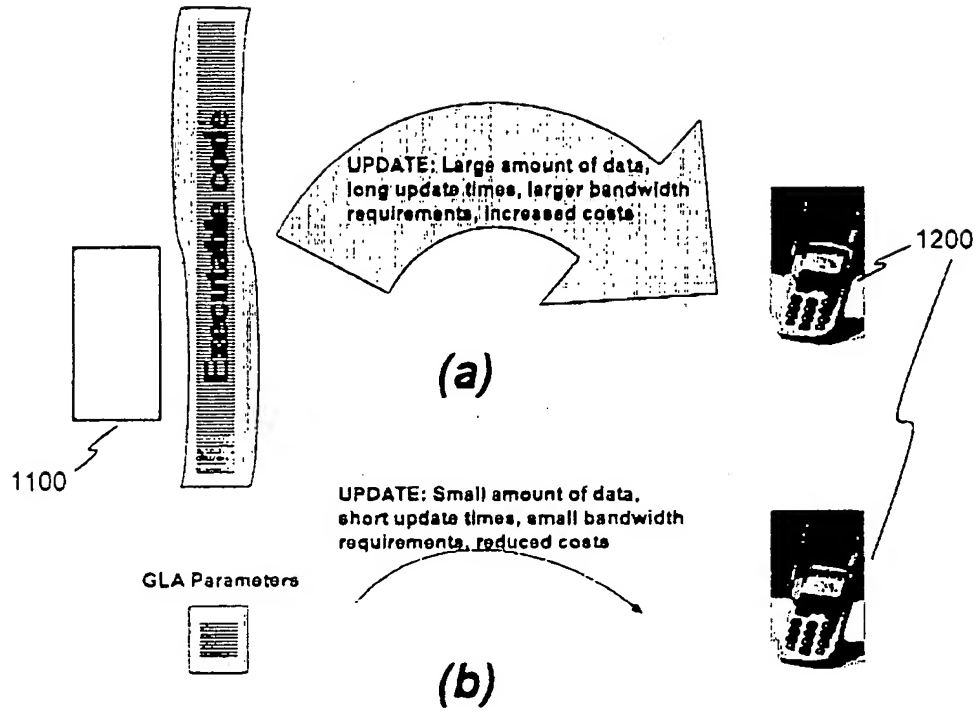 Executable code
UPDATE: Large amount of data,
long update times, larger bandwidth
requirements, increased costs
1200
(a)
1100
UPDATE: Small amount of data,
short update times, small bandwidth
requirements, reduced costs
GLA Parameters
(b)